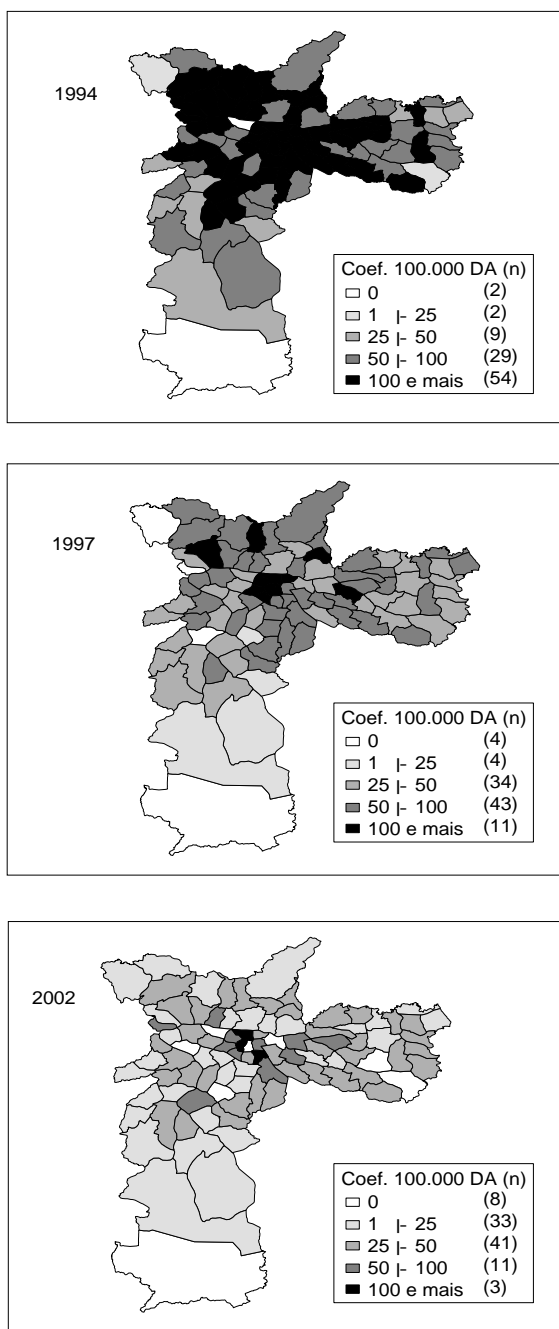 1994
Coef. 100.000 DA (n)
0 (2)
1 |- 25 (2)
25 |- 50 (9)
50 |- 100 (29)
100 e mais (54)
1997
Coef. 100.000 DA (n)
0 (4)
1 |- 25 (4)
25 |- 50 (34)
50 |- 100 (43)
100 e mais (11)
2002
Coef. 100.000 DA (n)
0 (8)
1 |- 25 (33)
25 |- 50 (41)
50 |- 100 (11)
100 e mais (3)